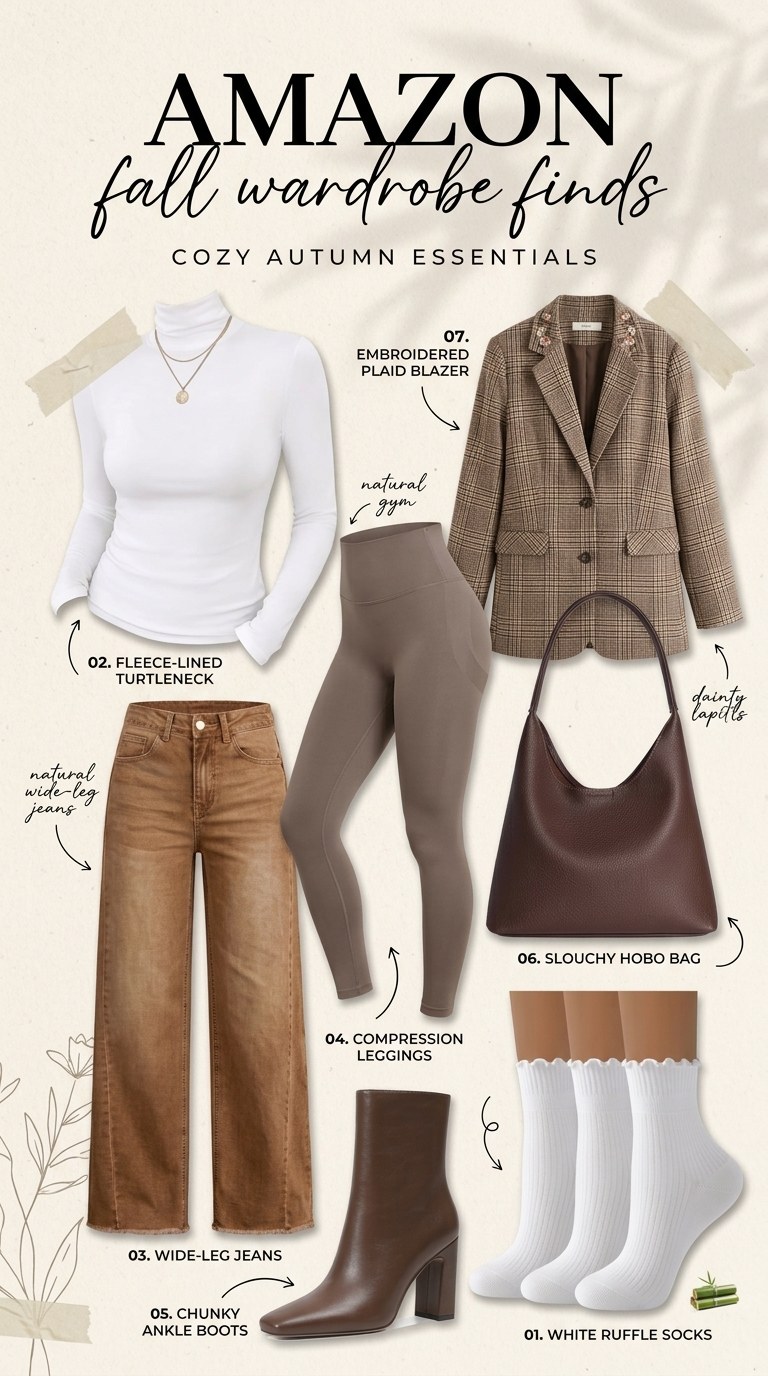 AMAZON
fall wardrobe finds
COZY AUTUMN ESSENTIALS
07.
EMBROIDERED
PLAID BLAZER
natural
gym
02. FLEECE-LINED
TURTLENECK
dainty
natural
wide-leg
jeans
06. SLOUCHY HOBO BAG
04. COMPRESSION
LEGGINGS
03. WIDE-LEG JEANS
05. CHUNKY
ANKLE BOOTS
01. WHITE RUFFLE SOCKS